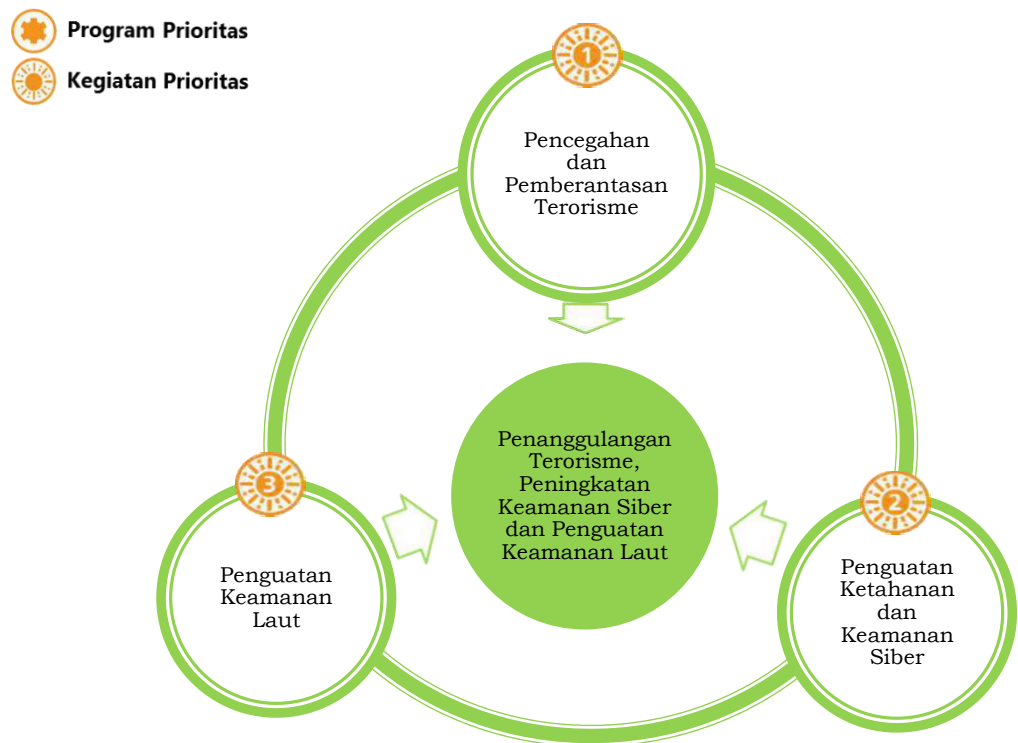 Program Prioritas
Kegiatan Prioritas
1
Pencegahan
dan
Pemberantasan
Terorisme
Penanggulangan
Terorisme,
Peningkatan
Keamanan Siber
dan Penguatan
Keamanan Laut
3
Penguatan
Keamanan
Laut
2
Penguatan
Ketahanan
dan
Keamanan
Siber